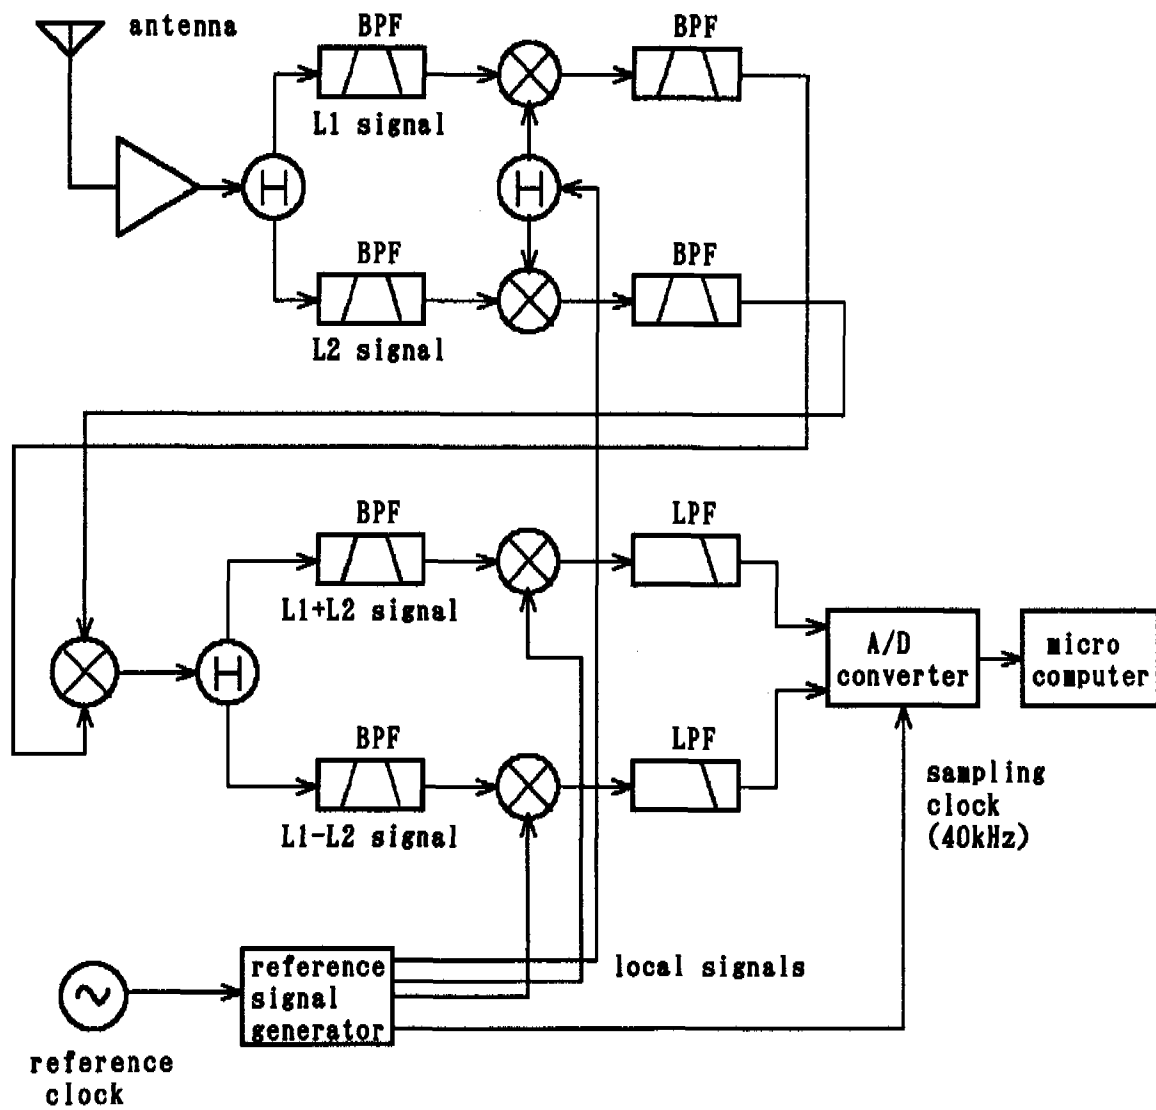 antenna
BPF
BPF
L1 signal
H
H
BPF
BPF
L2 signal
BPF
LPF
L1+L2 signal
H
A/D
converter
micro
computer
BPF
LPF
L1-L2 signal
sampling
clock
(40kHz)
reference
signal
generator
local signals
reference
clock